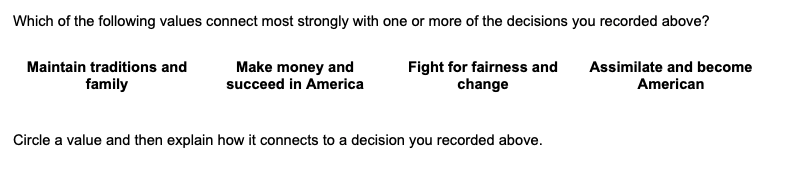 Which of the following values connect most strongly with one or more of the decisions you recorded above?
Maintain traditions and family
Make money and succeed in America
Fight for fairness and change
Assimilate and become American
Circle a value and then explain how it connects to a decision you recorded above.